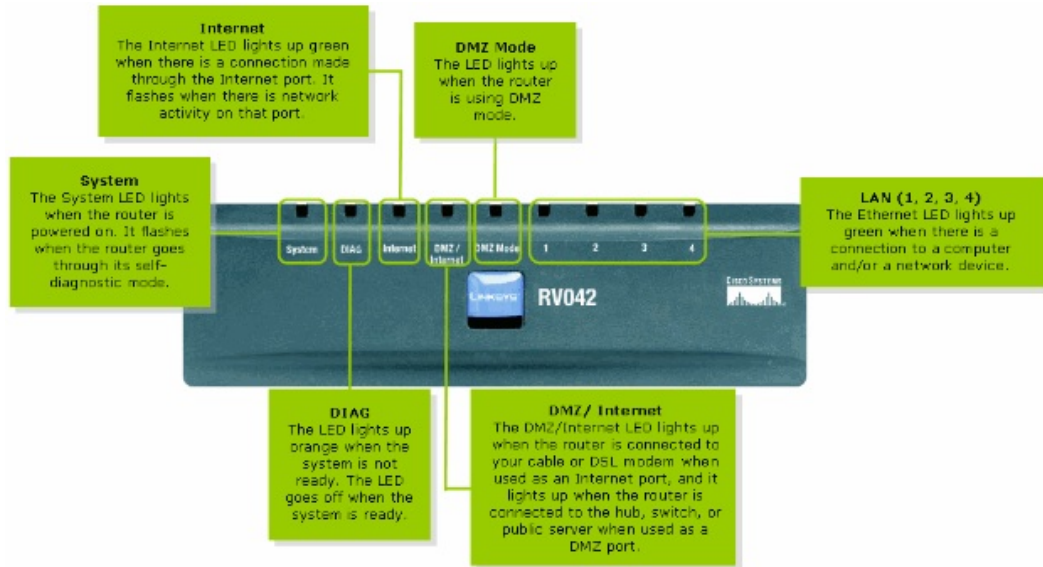 Internet
The Internet LED lights up green
when there is a connection made
through the Internet port. It
flashes when there is network
activity on that port.
DMZ Mode
The LED lights up
when the router
is using DMZ
mode.
System
The System LED lights
when the router is
powered on. It flashes
when the router goes
through its self-
diagnostic mode.
LAN (1, 2, 3, 4)
The Ethernet LED lights up
green when there is a
connection to a computer
and/or a network device.
System DIAG Internet DMZ / Internet DMZ Mode 1 2 3 4
LINKSYS RV042 CISCO SYSTEMS
DIAG
The LED lights up
orange when the
system is not
ready. The LED
goes off when the
system is ready.
DMZ/ Internet
The DMZ/Internet LED lights up
when the router is connected to
your cable or DSL modem when
used as an Internet port, and it
lights up when the router is
connected to the hub, switch, or
public server when used as a
DMZ port.